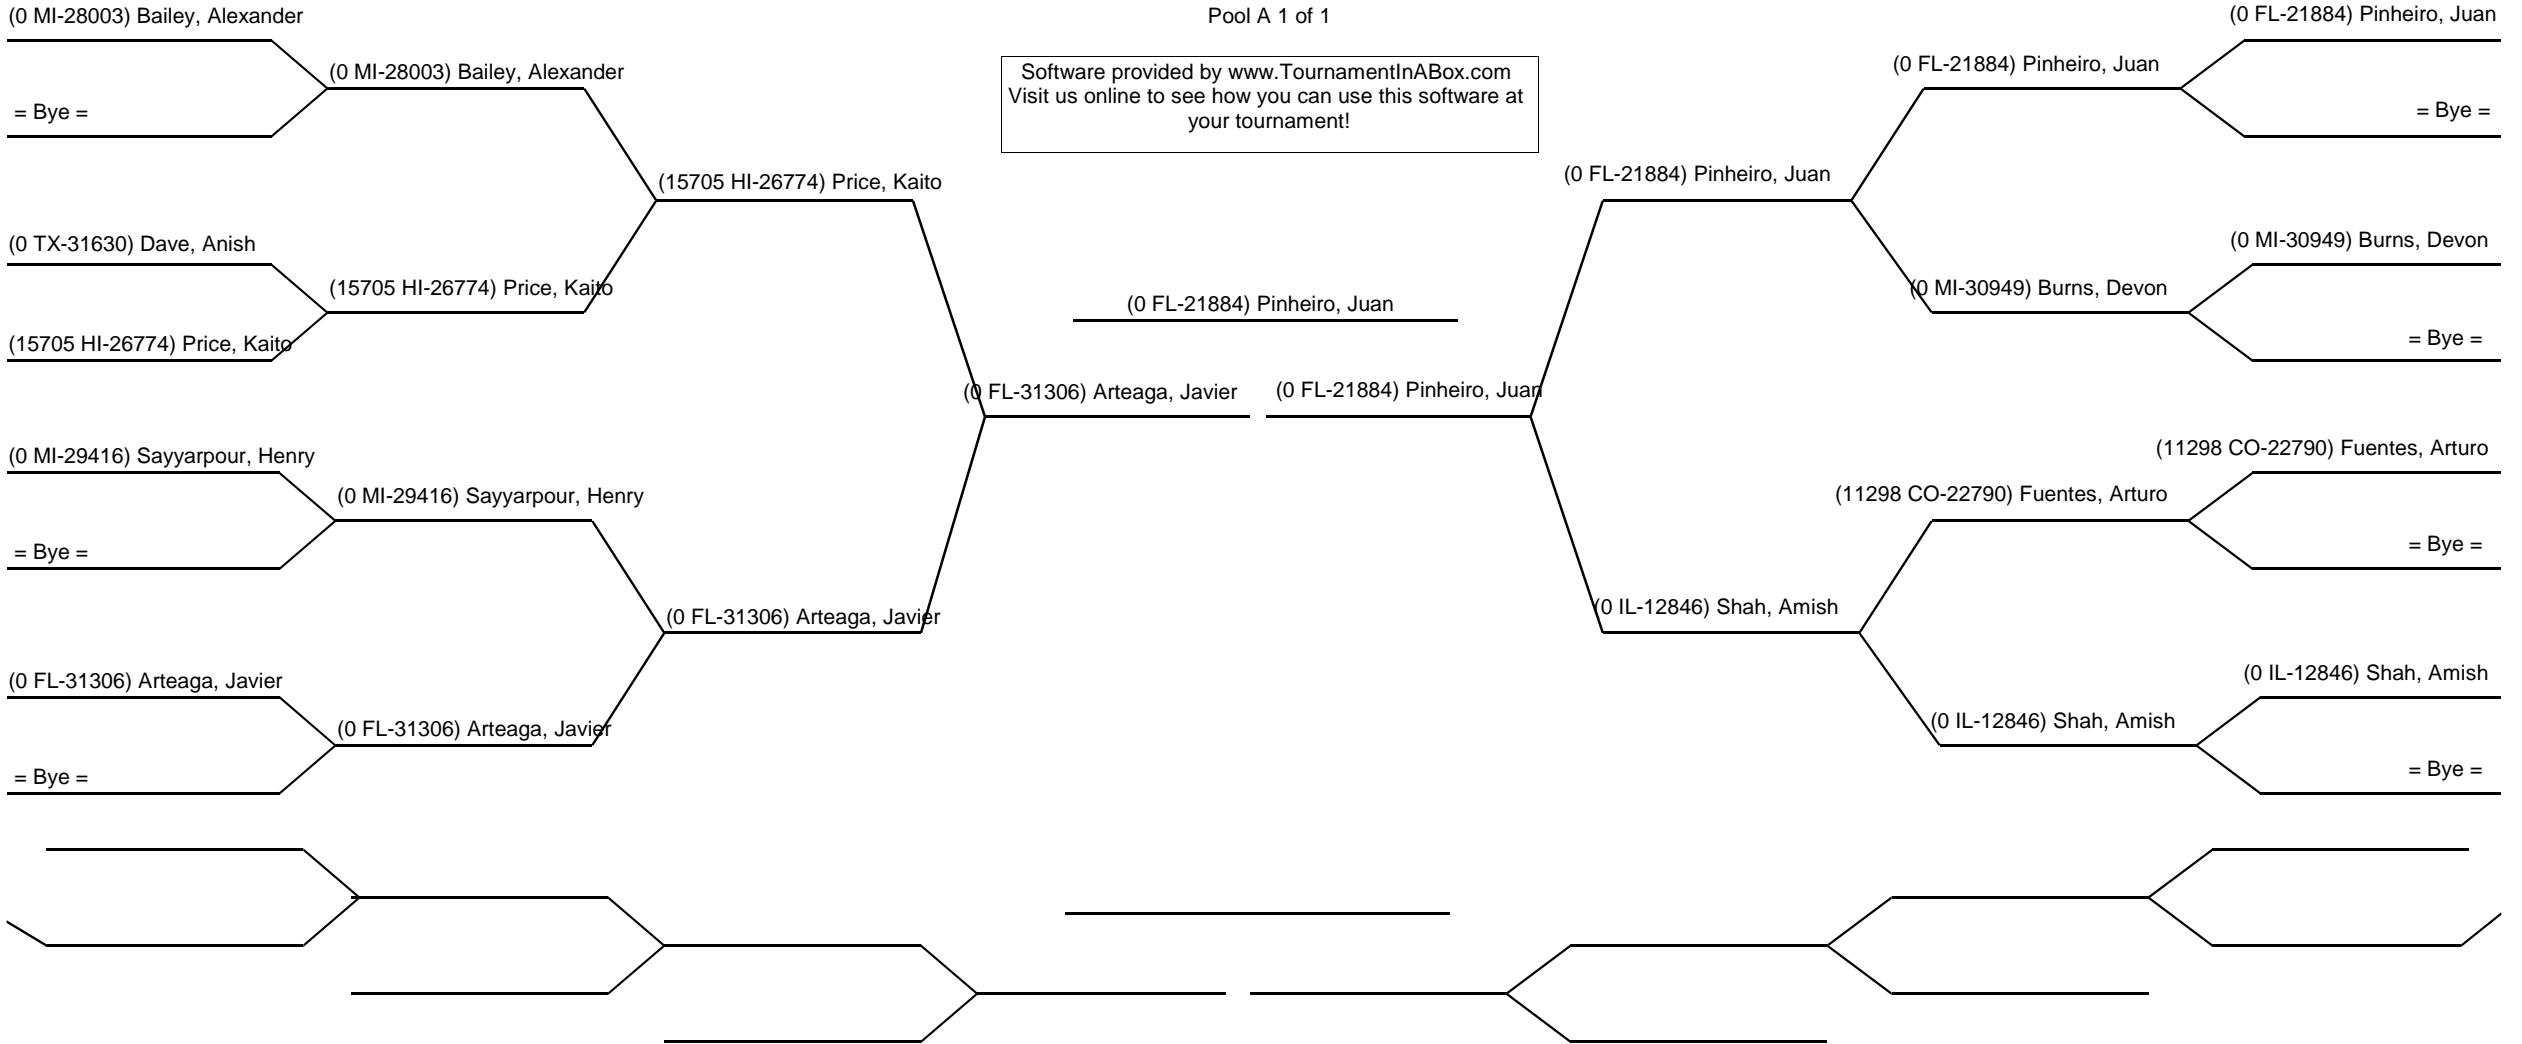 Pool A 1 of 1
Software provided by www.TournamentInABox.com
Visit us online to see how you can use this software at
your tournament!
(0 MI-28003) Bailey, Alexander
= Bye =
(0 TX-31630) Dave, Anish
(15705 HI-26774) Price, Kaito
(0 MI-29416) Sayyarpour, Henry
= Bye =
(0 FL-31306) Arteaga, Javier
= Bye =
(0 MI-28003) Bailey, Alexander
(15705 HI-26774) Price, Kaito
(0 MI-29416) Sayyarpour, Henry
(0 FL-31306) Arteaga, Javier
(15705 HI-26774) Price, Kaito
(0 FL-31306) Arteaga, Javier
(0 FL-31306) Arteaga, Javier
(0 FL-21884) Pinheiro, Juan
(0 FL-21884) Pinheiro, Juan
(0 FL-21884) Pinheiro, Juan
(0 IL-12846) Shah, Amish
(0 FL-21884) Pinheiro, Juan
(0 MI-30949) Burns, Devon
(11298 CO-22790) Fuentes, Arturo
(0 IL-12846) Shah, Amish
(0 FL-21884) Pinheiro, Juan
= Bye =
(0 MI-30949) Burns, Devon
= Bye =
(11298 CO-22790) Fuentes, Arturo
= Bye =
(0 IL-12846) Shah, Amish
= Bye =